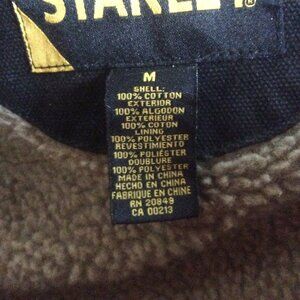 STANLEY®
M
SHELL:
100% COTTON
EXTERIOR
100% ALGODON
EXTERIEUR
100% COTON
LINING
100% POLYESTER
REVESTIMIENTO
100% POLIÉSTER
DOUBLURE
100% POLYESTER
MADE IN CHINA
HECHO EN CHINA
FABRIQUE EN CHINE
RN 20849
CA 00213